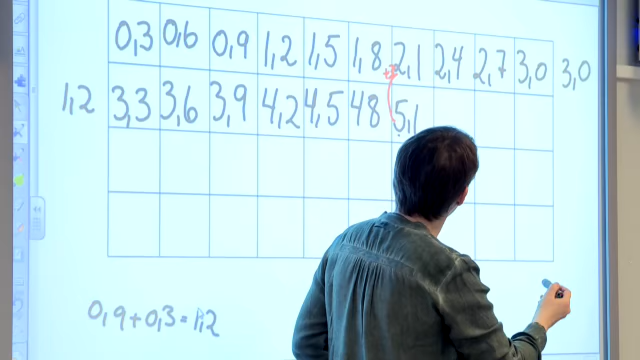 0,3 0,6 0,9 1,2 1,5 1,8 2,1 2,4 2,7 3,0 3,0
1,2 3,3 3,6 3,9 4,2 4,5 48 5,1
0,9+0,3=1,2